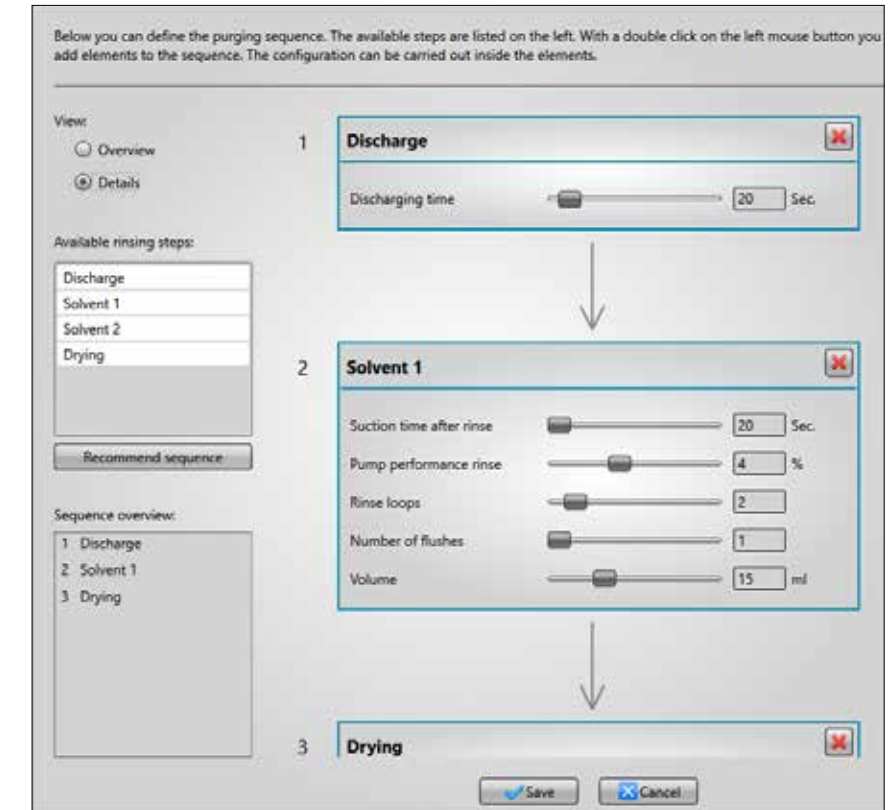 Below you can define the purging sequence. The available steps are listed on the left. With a double click on the left mouse button you
add elements to the sequence. The configuration can be carried out inside the elements.
View:
Overview
Details
Available rinsing steps:
Discharge
Solvent 1
Solvent 2
Drying
Recommend sequence
Sequence overview:
1 Discharge
2 Solvent 1
3 Drying
1 Discharge
Discharging time 20 Sec.
2 Solvent 1
Suction time after rinse 20 Sec.
Pump performance rinse 4 %
Rinse loops 2
Number of flushes 1
Volume 15 ml
3 Drying
Save Cancel